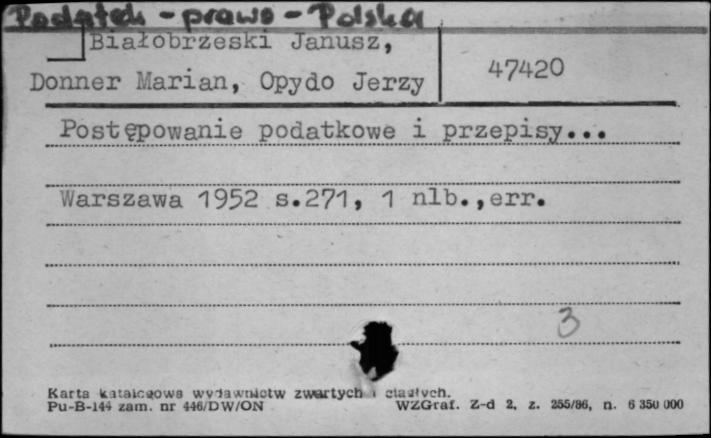 Podatek - prawo - Polska
Białobrzeski Janusz,
Donner Marian, Opydo Jerzy
47420
Postępowanie podatkowe i przepisy...
Warszawa 1952 s.271, 1 nlb.,err.
3
Karta katalogowa wydawnictw zwartych i ciągłych.
Pu-B-144 zam. nr 446/DW/ON
WZGraf. Z-d 2, z. 255/86, n. 6 350 000